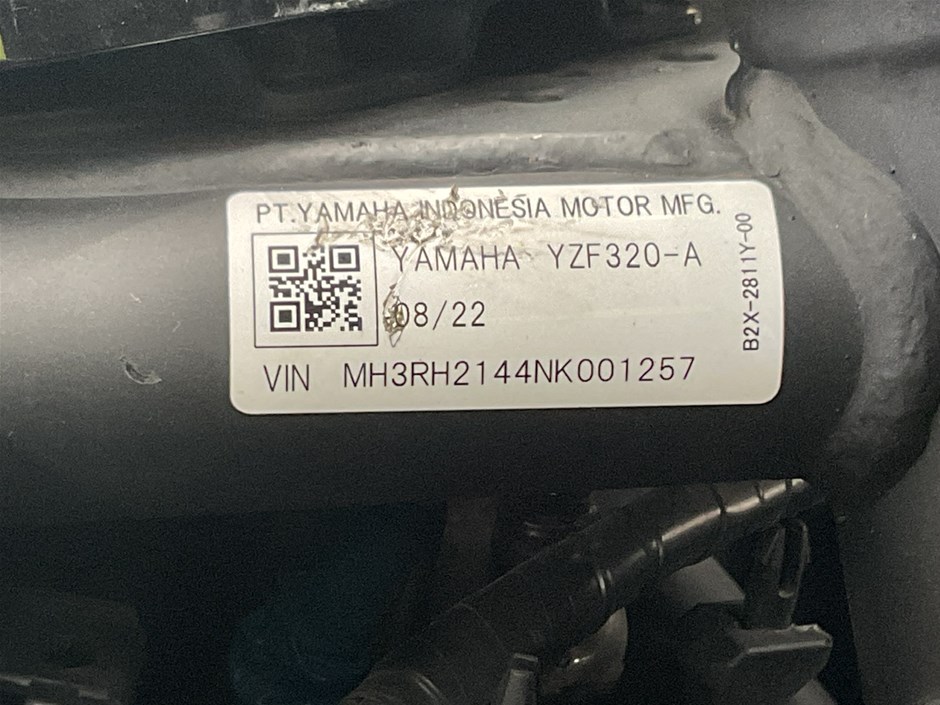 PT.YAMAHA INDONESIA MOTOR MFG.
YAMAHA YZF320-A
08/22
VIN MH3RH2144NK001257
B2X-2811Y-00